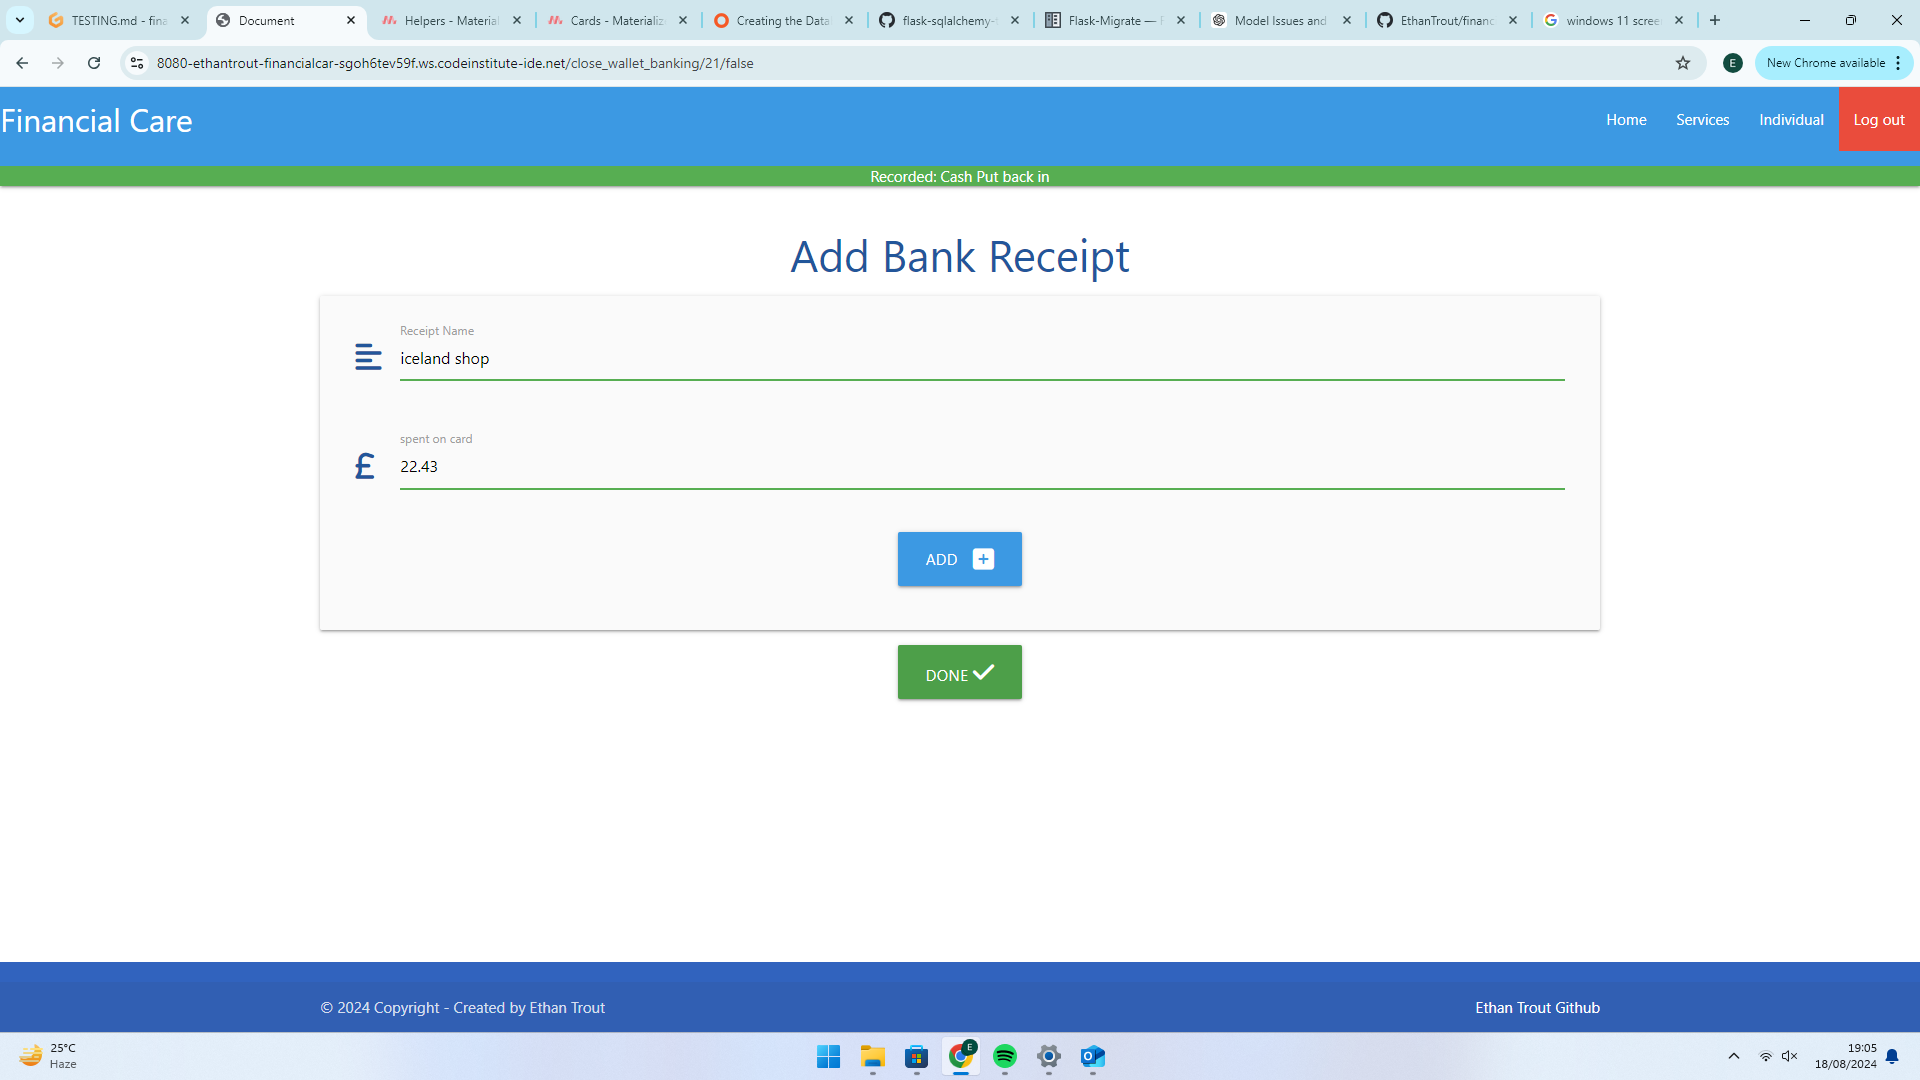 TESTING.md - fina
Document
Helpers - Material
Cards - Materializ
Creating the Data
flask-sqlalchemy-
Flask-Migrate —
Model Issues and
EthanTrout/financ
windows 11 scree
8080-ethantrout-financialcar-sgoh6tev59f.ws.codeinstitute-ide.net/close_wallet_banking/21/false
E
New Chrome available
Financial Care
Home
Services
Individual
Log out
Recorded: Cash Put back in
Add Bank Receipt
Receipt Name
iceland shop
spent on card
£
22.43
ADD
DONE
© 2024 Copyright - Created by Ethan Trout
Ethan Trout Github
25°C
Haze
E
19:05
18/08/2024